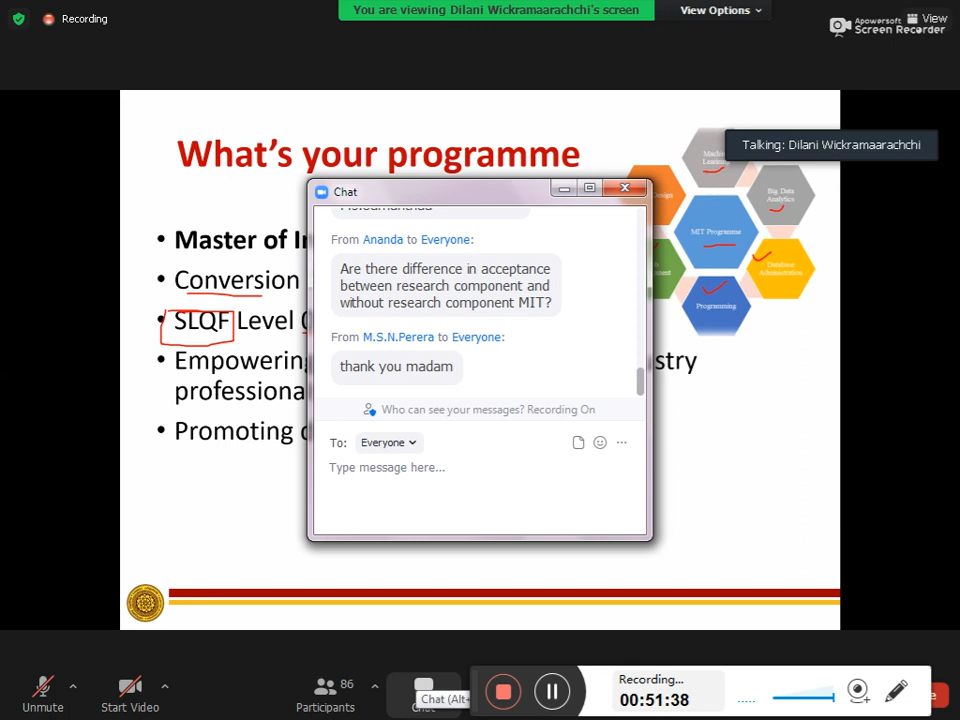 Recording
You are viewing Dilani Wickramaarachchi's screen
View Options
View
Apowersoft
Screen Recorder
What's your programme
Talking: Dilani Wickramaarachchi
Learning
Big Data
Analytics
Design
MIT Programme
Database
Administration
Programming
Master of
Conversion
SLQF Level
Empowering
stry
Promoting
Chat
From Ananda to Everyone:
Are there difference in acceptance
between research component and
without research component MIT?
From M.S.N.Perera to Everyone:
thank you madam
Who can see your messages? Recording On
To: Everyone
Type message here...
Unmute
Start Video
86
Participants
Chat (Alt+
Recording...
00:51:38